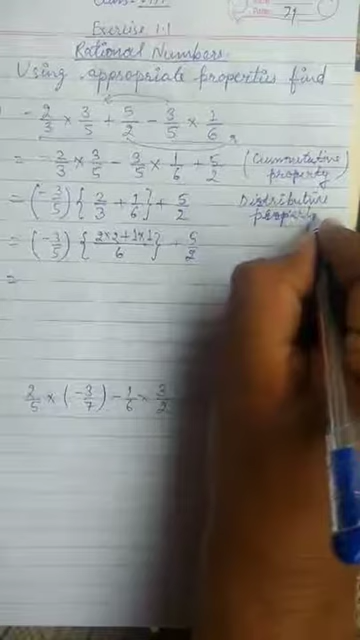 Exercise 1.1
Rational Numbers
Using appropriate properties find
- 2/3 × 3/5 + 5/2 - 3/5 × 1/6
= - 2/3 × 3/5 - 3/5 × 1/6 + 5/2 (Commutative property)
= (-3/5) { 2/3 + 1/6 } + 5/2 Distributive property
= (-3/5) { 2×2+1×1/6 } + 5/2
=
2/5 × (-3/7) - 1/6 × 3/2